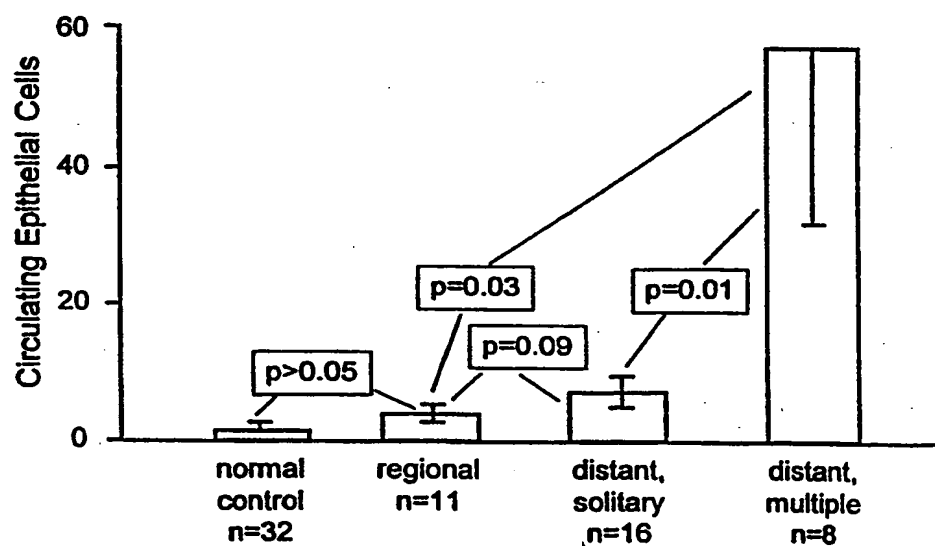 Circulating Epithelial Cells
60
40
20
0
p=0.03
p=0.01
p=0.09
p>0.05
normal
control
n=32
regional
n=11
distant,
solitary
n=16
distant,
multiple
n=8